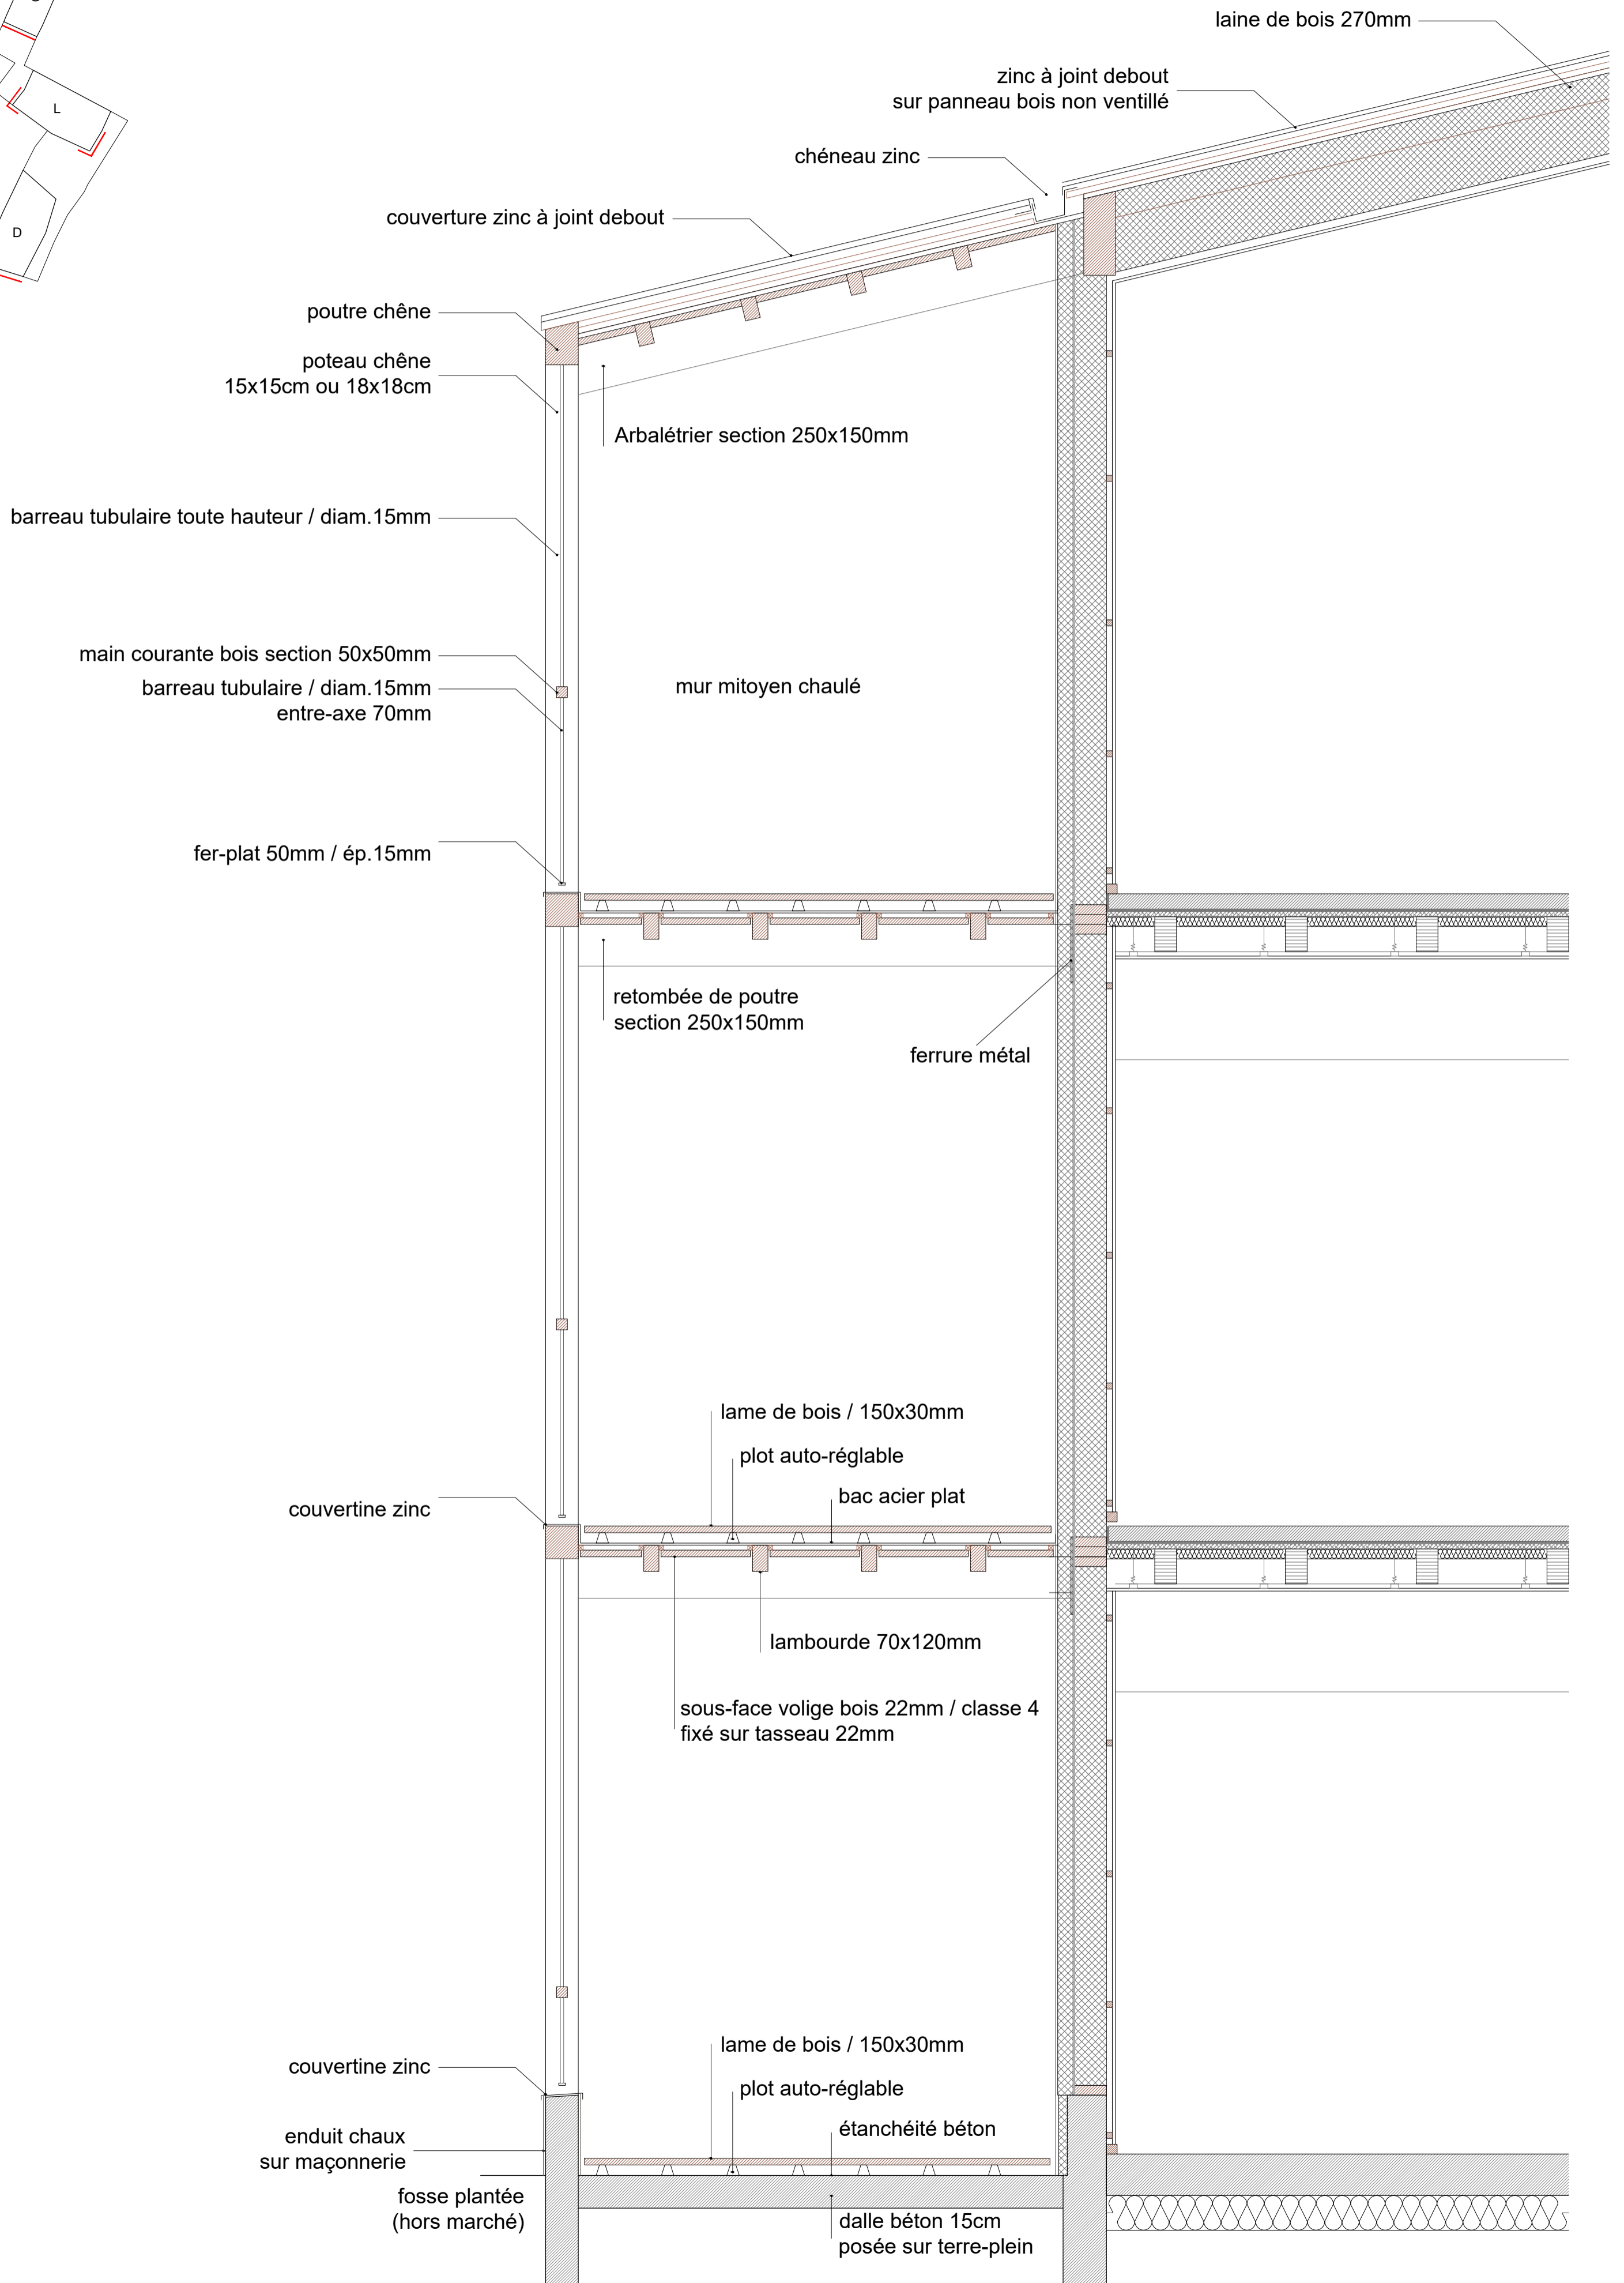 laine de bois 270mm
zinc à joint debout
sur panneau bois non ventillé
L
chéneau zinc
couverture zinc à joint debout
D
poutre chêne
poteau chêne
15x15cm ou 18x18cm
Arbalétrier section 250x150mm
barreau tubulaire toute hauteur / diam.15mm
main courante bois section 50x50mm
barreau tubulaire / diam.15mm
entre-axe 70mm
mur mitoyen chaulé
fer-plat 50mm / ép.15mm
retombée de poutre
section 250x150mm
ferrure métal
lame de bois / 150x30mm
plot auto-réglable
bac acier plat
couvertine zinc
lambourde 70x120mm
sous-face volige bois 22mm / classe 4
fixé sur tasseau 22mm
lame de bois / 150x30mm
couvertine zinc
plot auto-réglable
étanchéité béton
enduit chaux
sur maçonnerie
fosse plantée
(hors marché)
dalle béton 15cm
posée sur terre-plein